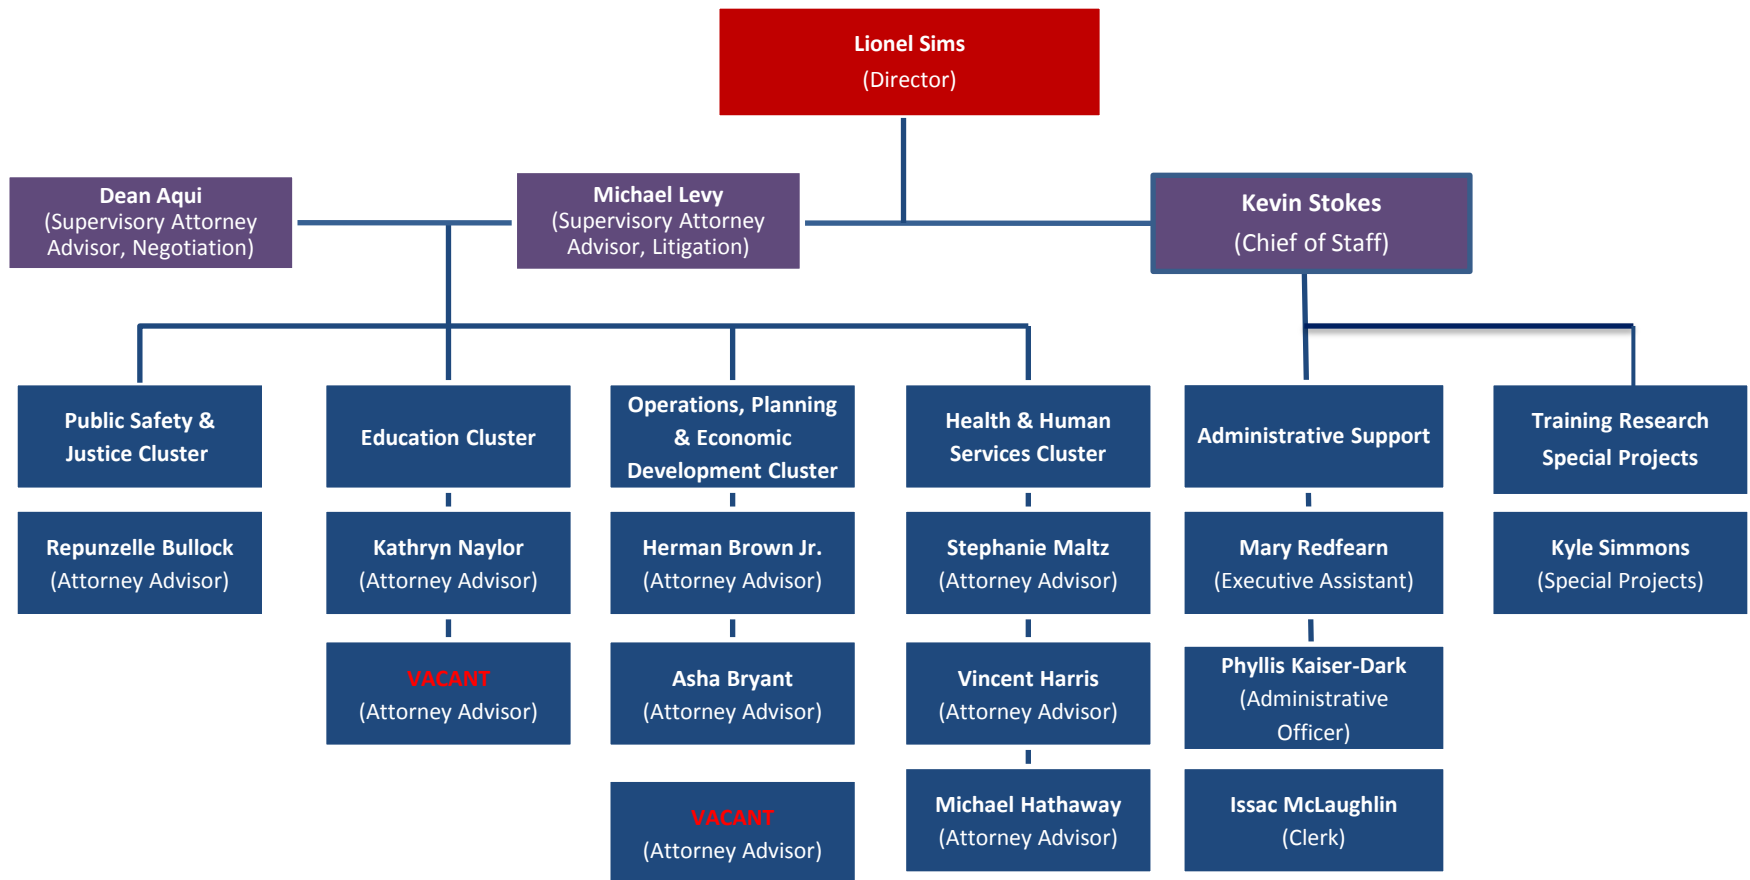 Lionel Sims
(Director)
Dean Aqui
(Supervisory Attorney
Advisor, Negotiation)
Michael Levy
(Supervisory Attorney
Advisor, Litigation)
Kevin Stokes
(Chief of Staff)
Public Safety &
Justice Cluster
Education Cluster
Operations, Planning
& Economic
Development Cluster
Health & Human
Services Cluster
Administrative Support
Training Research
Special Projects
Repunzelle Bullock
(Attorney Advisor)
Kathryn Naylor
(Attorney Advisor)
Herman Brown Jr.
(Attorney Advisor)
Stephanie Maltz
(Attorney Advisor)
Mary Redfearn
(Executive Assistant)
Kyle Simmons
(Special Projects)
VACANT
(Attorney Advisor)
Asha Bryant
(Attorney Advisor)
Vincent Harris
(Attorney Advisor)
Phyllis Kaiser-Dark
(Administrative
Officer)
VACANT
(Attorney Advisor)
Michael Hathaway
(Attorney Advisor)
Issac McLaughlin
(Clerk)